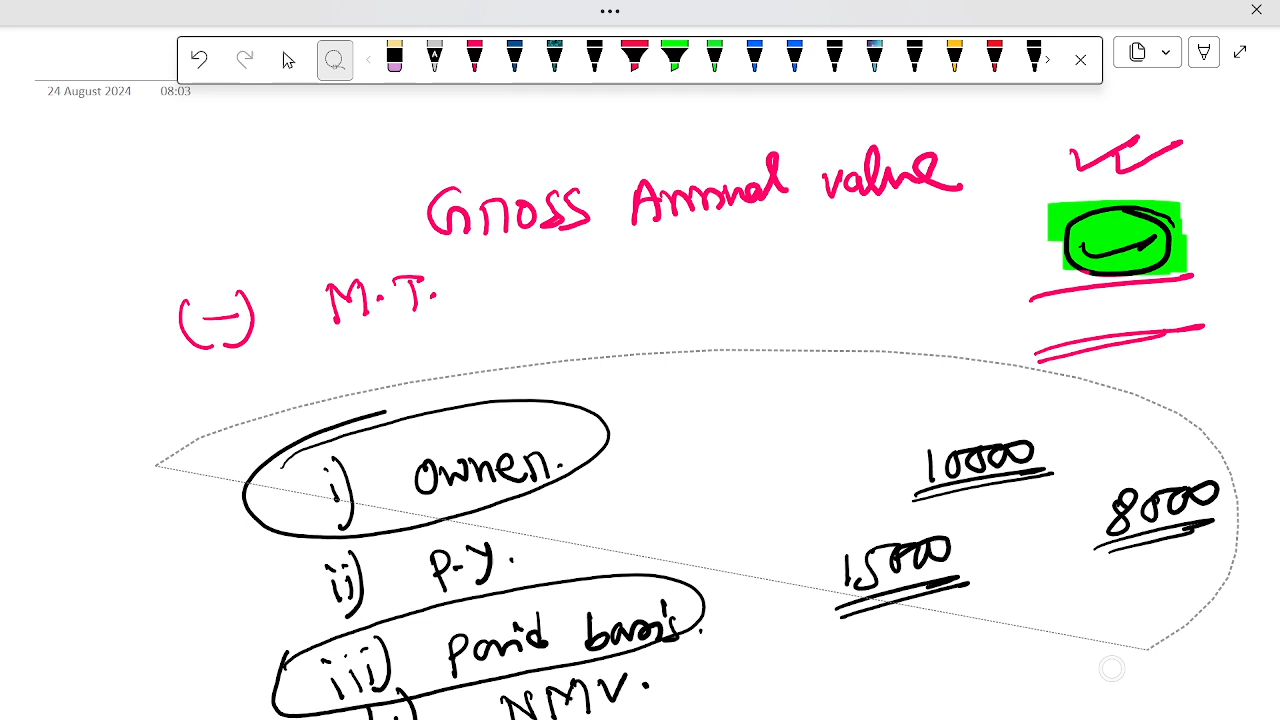 24 August 2024 08:03
Gross Annual value
(-) M.T.
i) Owner.
10000
8000
ii) P.Y.
15000
iii) Paid basis.
NMV.